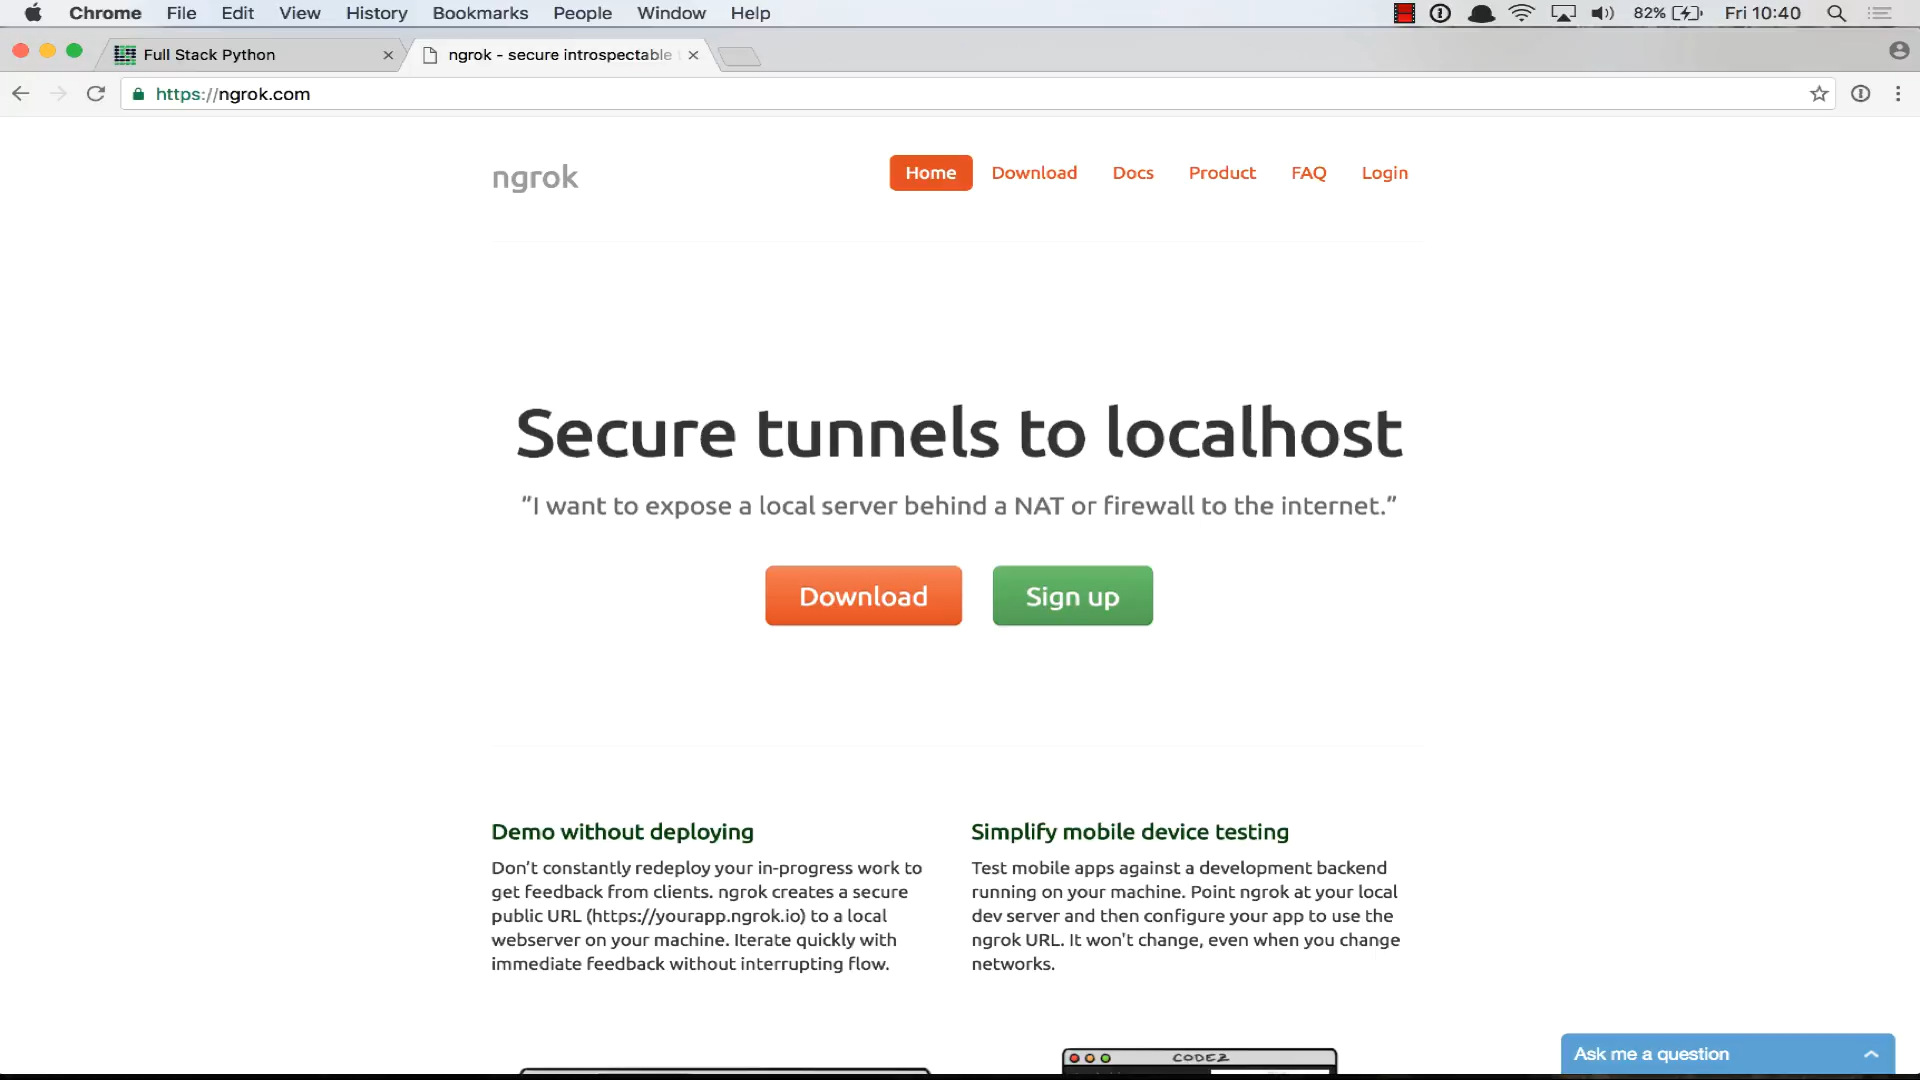 Chrome File Edit View History Bookmarks People Window Help 82% Fri 10:40
Full Stack Python ngrok - secure introspectable
https://ngrok.com
ngrok Home Download Docs Product FAQ Login
Secure tunnels to localhost
”I want to expose a local server behind a NAT or firewall to the internet.”
Download Sign up
Demo without deploying
Don’t constantly redeploy your in-progress work to
get feedback from clients. ngrok creates a secure
public URL (https://yourapp.ngrok.io) to a local
webserver on your machine. Iterate quickly with
immediate feedback without interrupting flow.
Simplify mobile device testing
Test mobile apps against a development backend
running on your machine. Point ngrok at your local
dev server and then configure your app to use the
ngrok URL. It won't change, even when you change
networks.
CODEZ
Ask me a question